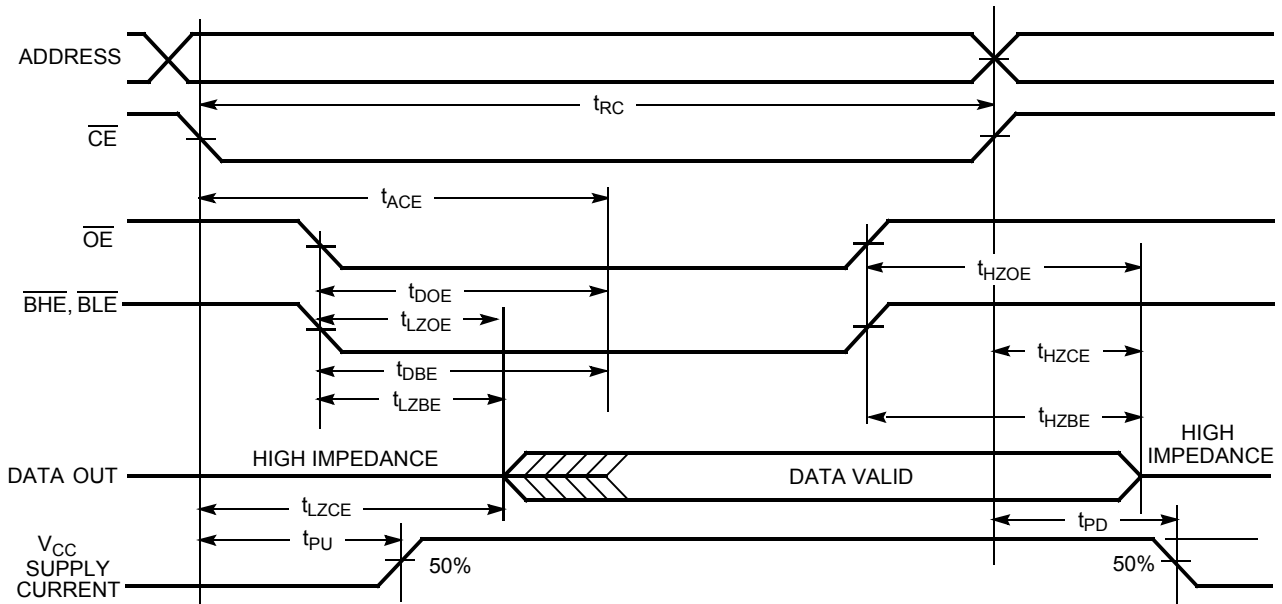 ADDRESS
tRC
CE
tACE
OE
tHZOE
tDOE
BHE, BLE
tLZOE
tHZCE
tDBE
tLZBE
tHZBE
HIGH IMPEDANCE
HIGH
IMPEDANCE
DATA OUT
DATA VALID
tLZCE
tPD
tPU
VCC
SUPPLY
CURRENT
50%
50%